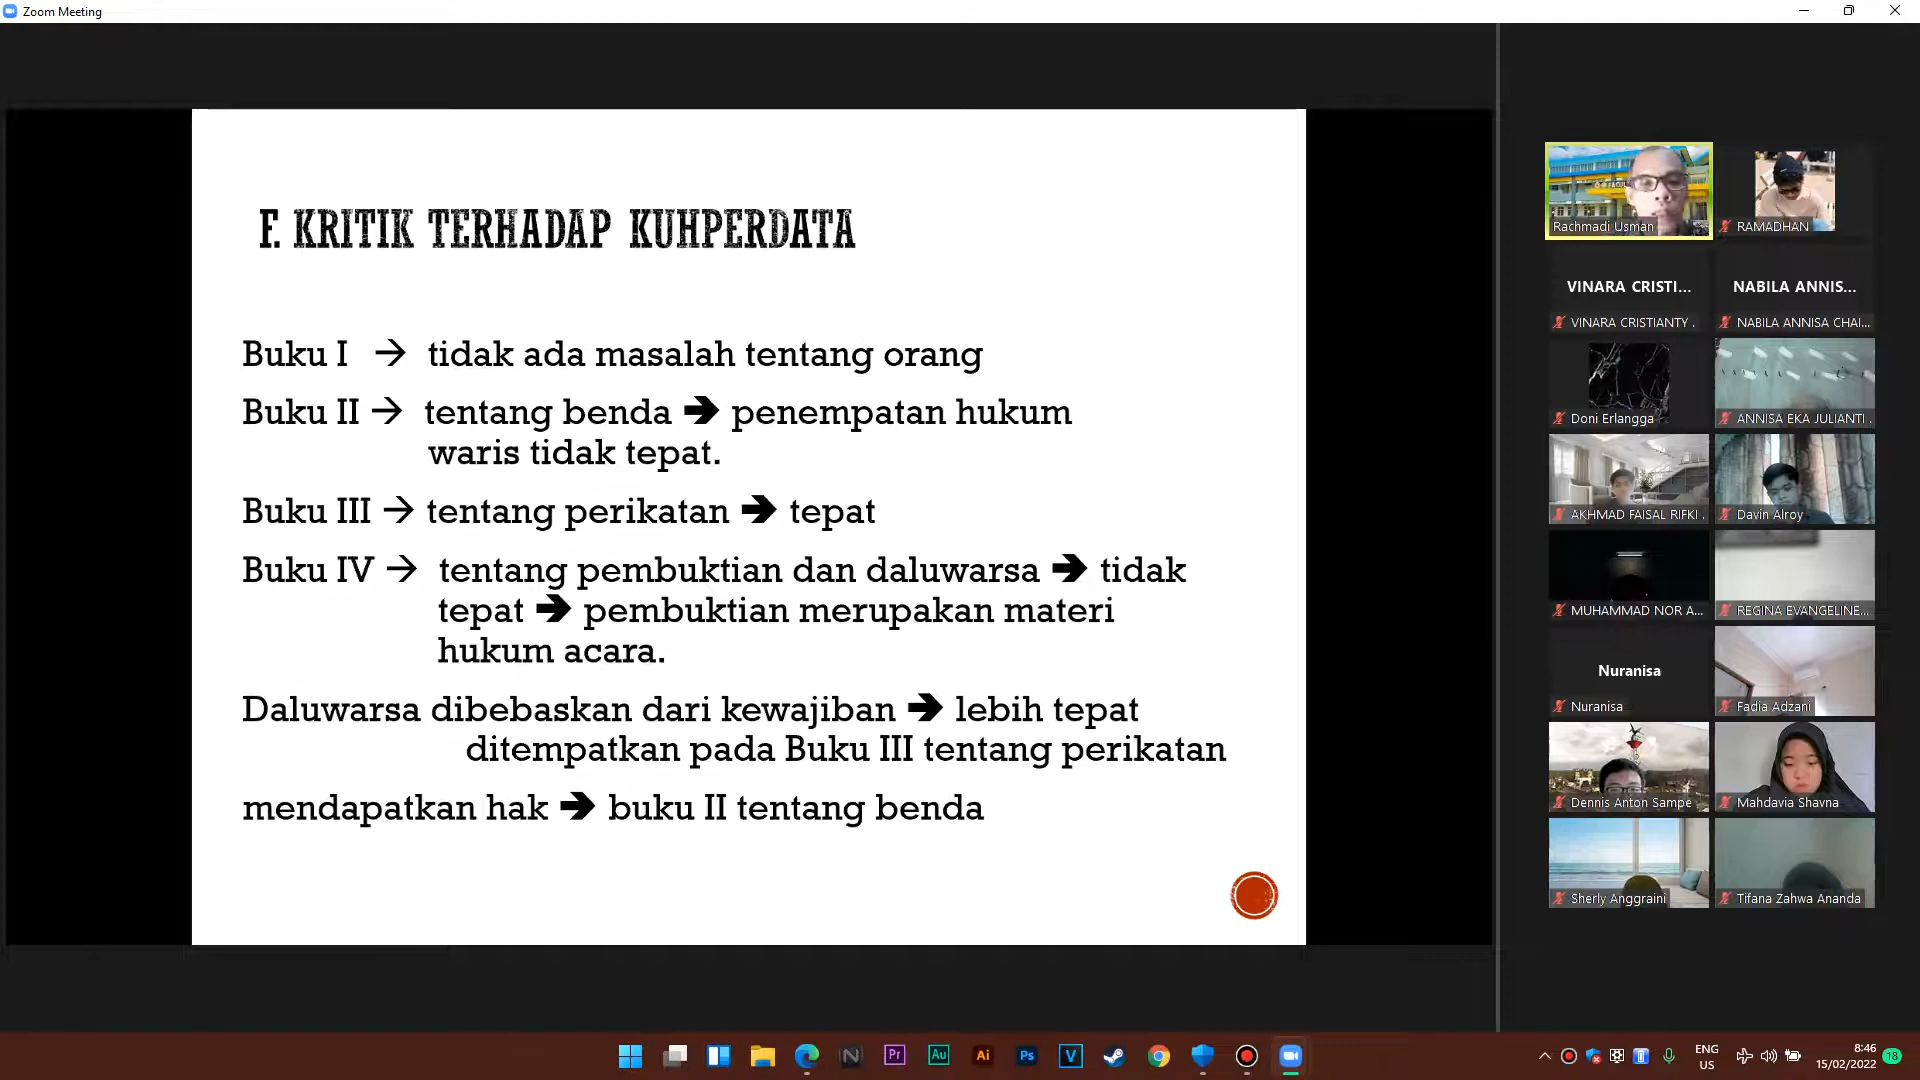 Zoom Meeting
F. KRITIK TERHADAP KUHPERDATA
Buku I → tidak ada masalah tentang orang
Buku II → tentang benda 🡺 penempatan hukum
waris tidak tepat.
Buku III → tentang perikatan 🡺 tepat
Buku IV → tentang pembuktian dan daluwarsa 🡺 tidak
tepat 🡺 pembuktian merupakan materi
hukum acara.
Daluwarsa dibebaskan dari kewajiban 🡺 lebih tepat
ditempatkan pada Buku III tentang perikatan
mendapatkan hak 🡺 buku II tentang benda
Rachmadi Usman
RAMADHAN
VINARA CRISTI...
NABILA ANNIS...
VINARA CRISTIANTY .
NABILA ANNISA CHAI...
Doni Erlangga
ANNISA EKA JULIANTI .
AKHMAD FAISAL RIFKI .
Davin Alroy
MUHAMMAD NOR A...
REGINA EVANGELINE...
Nuranisa
Nuranisa
Fadia Adzani
Dennis Anton Sampe
Mahdavia Shavna
Sherly Anggraini
Tifana Zahwa Ananda
Pr
Au
Ai
Ps
V
ENG
US
8:46
15/02/2022
18